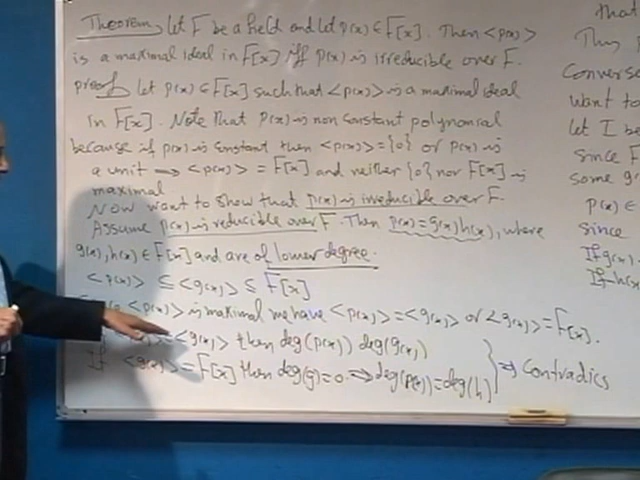 Theorem Let F be a field and let p(x) ∈ F[x]. Then <p(x)>
is a maximal ideal in F[x] iff p(x) is irreducible over F.
proof Let p(x) ∈ F[x] such that <p(x)> is a maximal ideal
in F[x]. Note that p(x) is non constant polynomial
because if p(x) is constant then <p(x)> = {0} or p(x) is
a unit → <p(x)> = F[x] and neither {0} nor F[x] is
maximal.
Now want to show that p(x) is irreducible over F.
Assume p(x) is reducible over F. Then p(x)=g(x)h(x), where
g(x), h(x) ∈ F[x] and are of lower degree.
<p(x)> ⊆ <g(x)> ⊆ F[x]
<p(x)> is maximal we have <p(x)> = <g(x)> or <g(x)> = F[x].
= <g(x)> then deg(p(x)) deg(g(x))
If <g(x)> = F[x] then deg(g)=0. ⇒ deg(p(x)) = deg(h) } ⇒ Contradics
that
Thus p
Converse
Want to
let I be
since F
some g
p(x) ∈
since
If g(x)
If h(x)